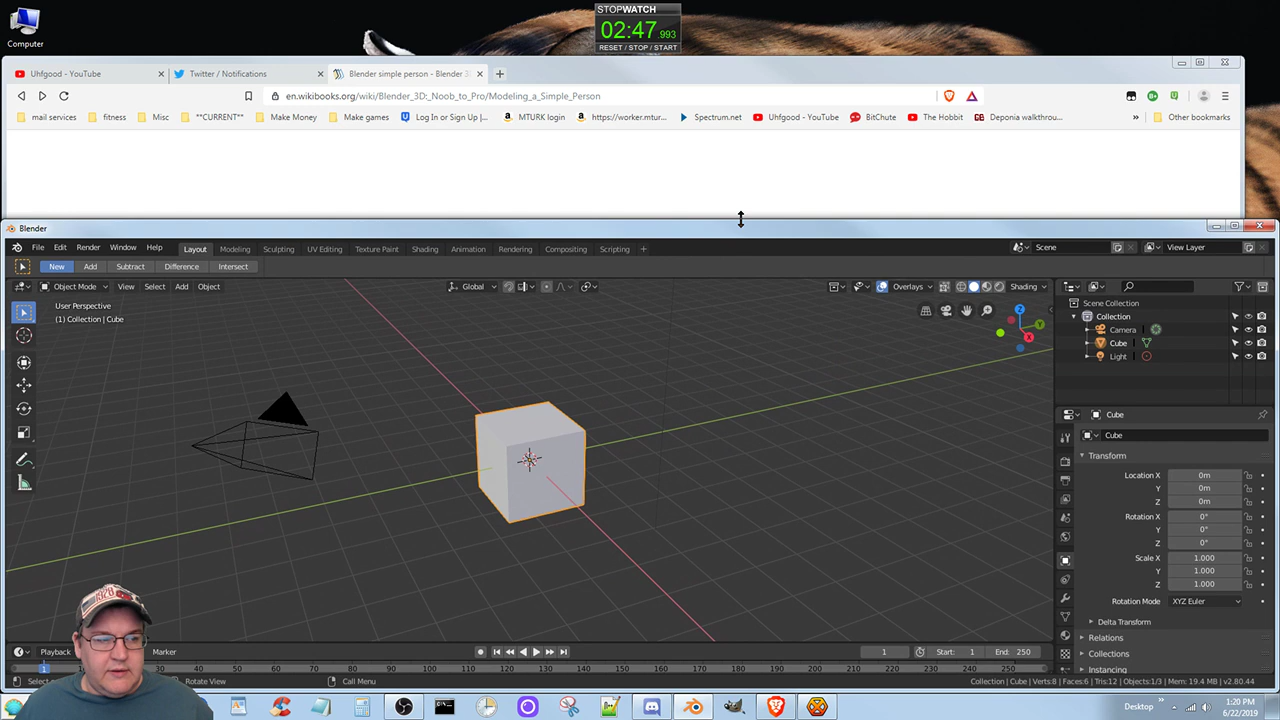 STOPWATCH
02:47.993
RESET / STOP / START
Computer
Uhfgood - YouTube
Twitter / Notifications
Blender simple person - Blender 3
en.wikibooks.org/wiki/Blender_3D:_Noob_to_Pro/Modeling_a_Simple_Person
mail services
fitness
Misc
**CURRENT**
Make Money
Make games
Log In or Sign Up |...
MTURK login
https://worker.mtur...
Spectrum.net
Uhfgood - YouTube
BitChute
The Hobbit
Deponia walkthrou...
»
Other bookmarks
Blender
File Edit Render Window Help
Layout Modeling Sculpting UV Editing Texture Paint Shading Animation Rendering Compositing Scripting +
Scene
View Layer
New Add Subtract Difference Intersect
Object Mode View Select Add Object
Global
Overlays
Shading
User Perspective
(1) Collection | Cube
Z
Y
X
Scene Collection
Collection
Camera
Cube
Light
Cube
Cube
Transform
Location X 0m
Y 0m
Z 0m
Rotation X 0°
Y 0°
Z 0°
Scale X 1.000
Y 1.000
Z 1.000
Rotation Mode XYZ Euler
Delta Transform
Relations
Collections
Instancing
Playback
Marker
1
Start: 1
End: 250
1
30 40 50 60 70 80 90 100 110 120 130 140 150 160 170 180 190 200 210 220 230 240 250
Rotate View
Call Menu
Collection | Cube | Verts:8 | Faces:6 | Tris:12 | Objects:1/3 | Mem: 19.4 MB | v2.80.44
Desktop
»
1:20 PM
6/22/2019